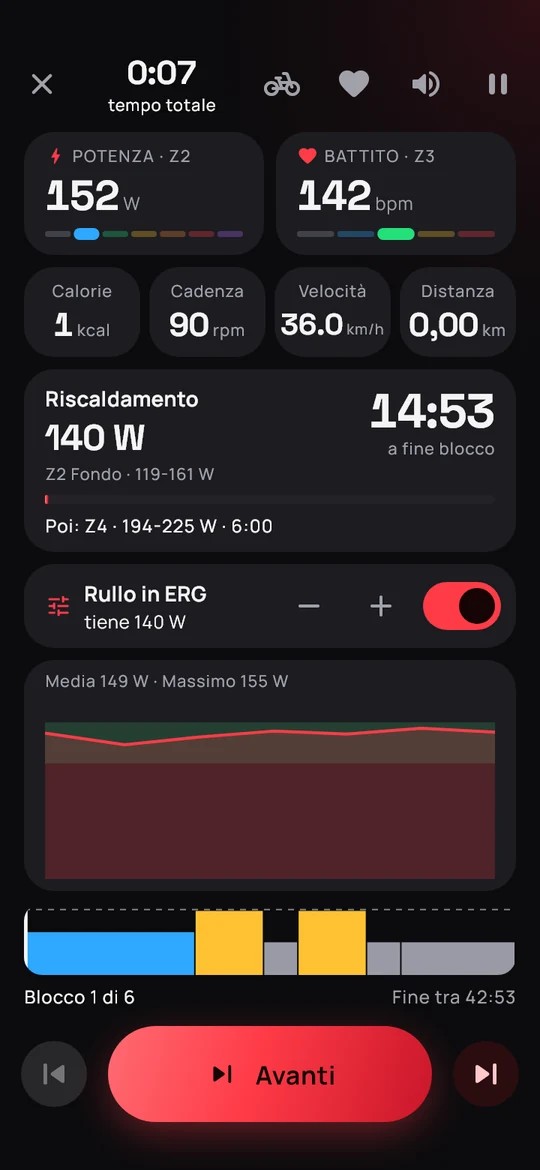 0:07
tempo totale
POTENZA · Z2
152 W
BATTITO · Z3
142 bpm
Calorie
1 kcal
Cadenza
90 rpm
Velocità
36.0 km/h
Distanza
0,00 km
Riscaldamento
140 W
14:53
a fine blocco
Z2 Fondo · 119-161 W
Poi: Z4 · 194-225 W · 6:00
Rullo in ERG
tiene 140 W
Media 149 W · Massimo 155 W
Blocco 1 di 6
Fine tra 42:53
Avanti